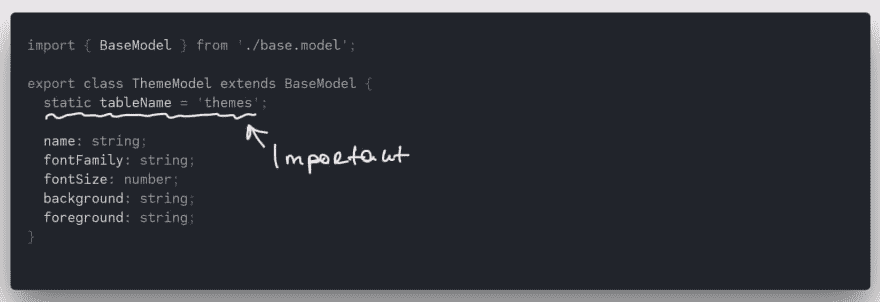 import { BaseModel } from './base.model';
export class ThemeModel extends BaseModel {
static tableName = 'themes';
name: string;
Important
fontFamily: string;
fontSize: number;
background: string;
foreground: string;
}